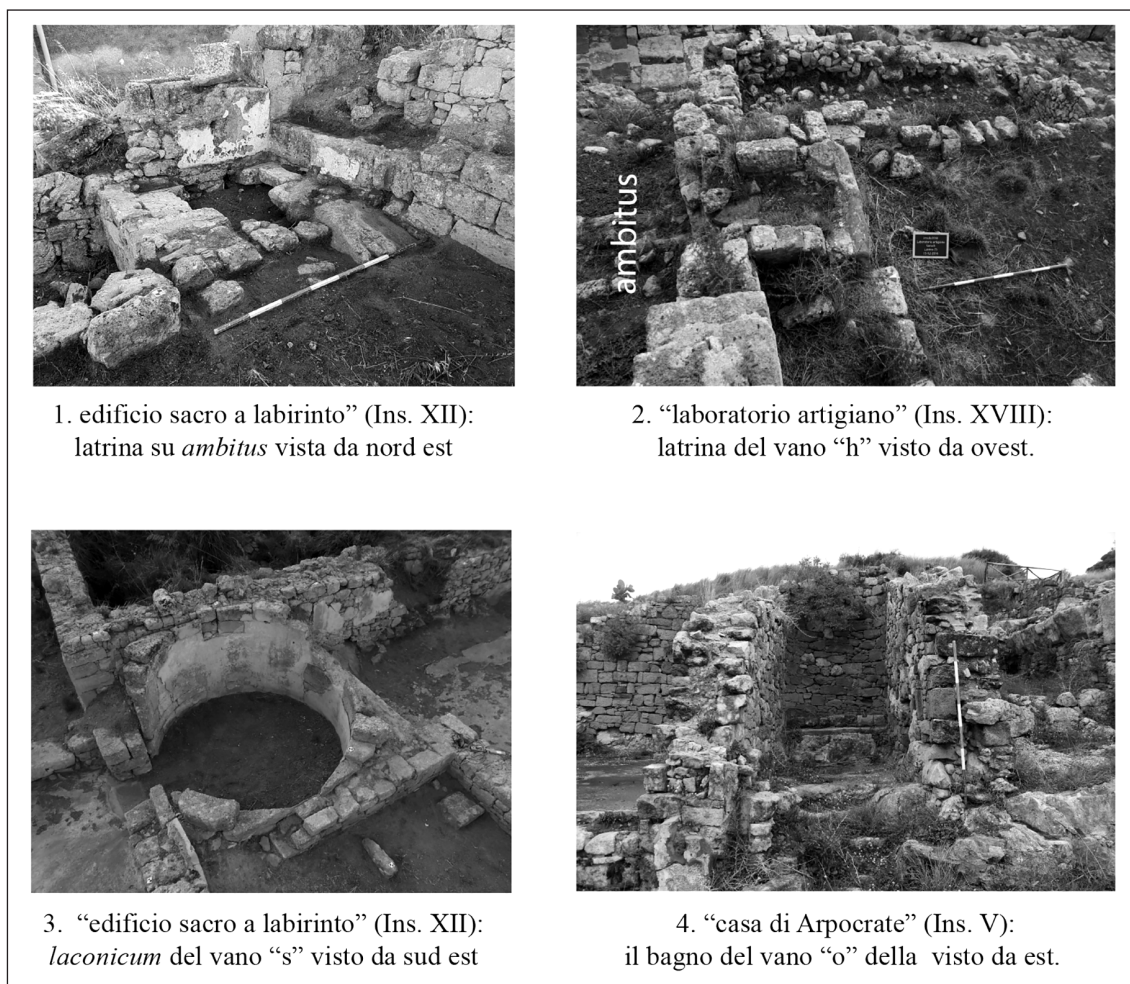 ambitus
1. edificio sacro a labirinto” (Ins. XII):
latrina su ambitus vista da nord est
2. “laboratorio artigiano” (Ins. XVIII):
latrina del vano “h” visto da ovest.
3. “edificio sacro a labirinto” (Ins. XII):
laconicum del vano “s” visto da sud est
4. “casa di Arpocrate” (Ins. V):
il bagno del vano “o” della visto da est.